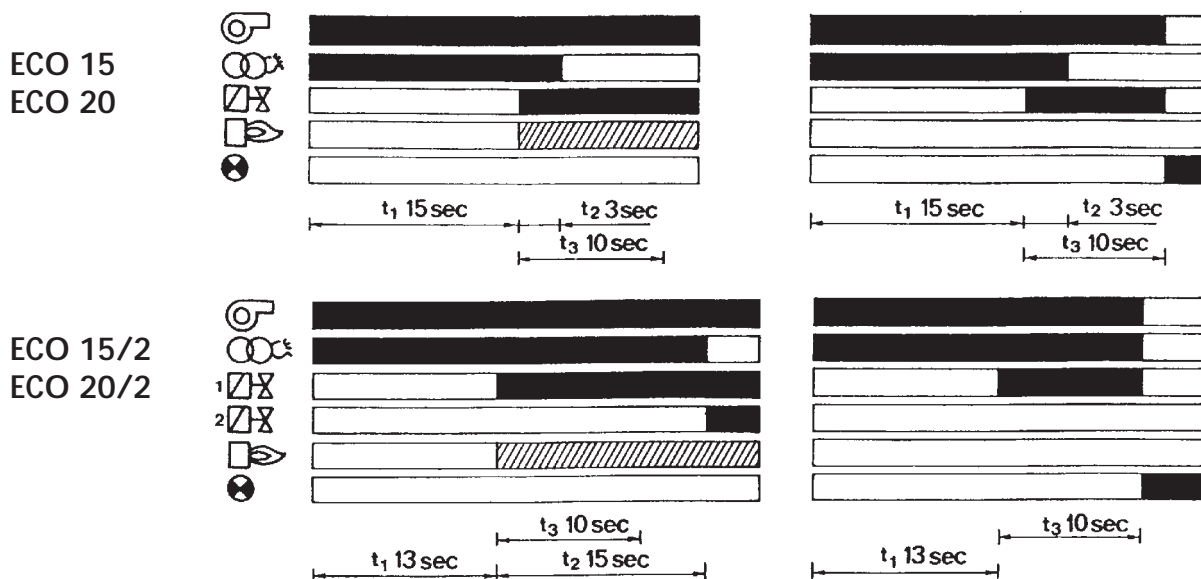 ECO 15
ECO 20
t₁ 15 sec
t₂ 3 sec
t₃ 10 sec
t₁ 15 sec
t₂ 3 sec
t₃ 10 sec
ECO 15/2
ECO 20/2
1
2
t₃ 10 sec
t₁ 13 sec
t₂ 15 sec
t₃ 10 sec
t₁ 13 sec